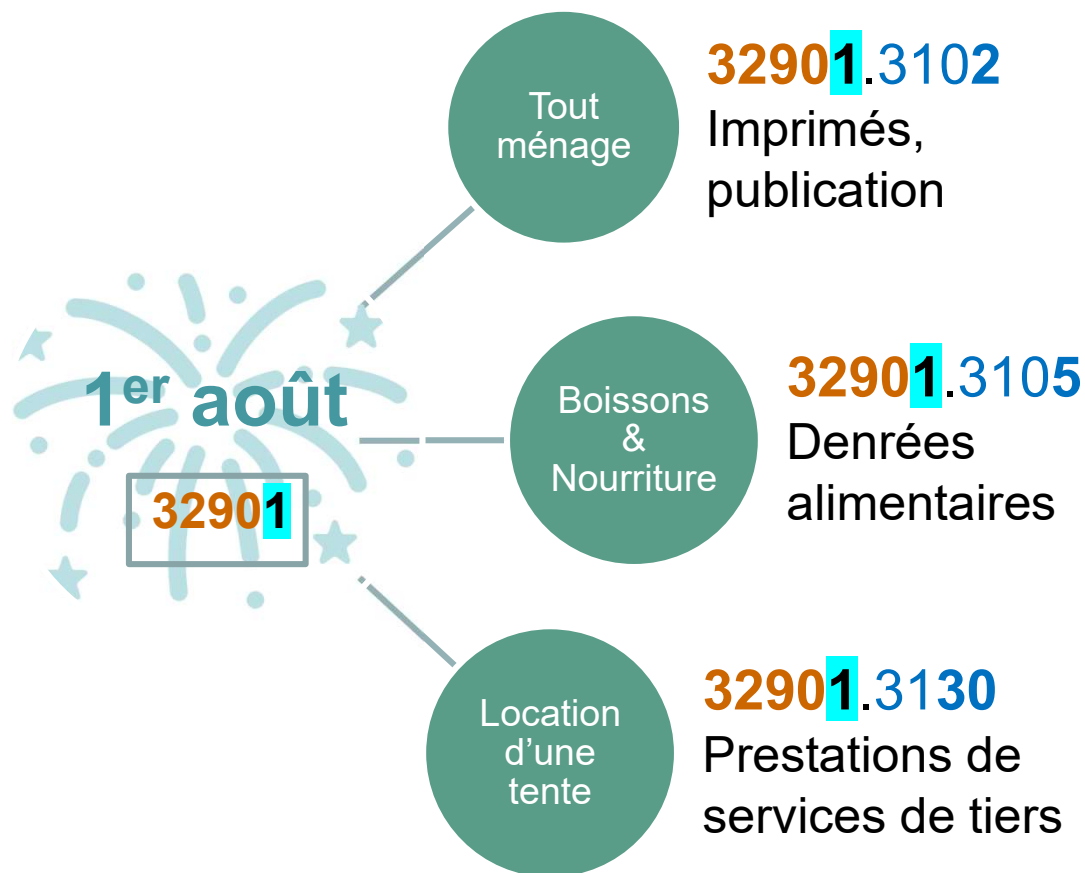 Tout
ménage
32901.3102
Imprimés,
publication
1er août
32901
Boissons
&
Nourriture
32901.3105
Denrées
alimentaires
Location
d’une
tente
32901.3130
Prestations de
services de tiers